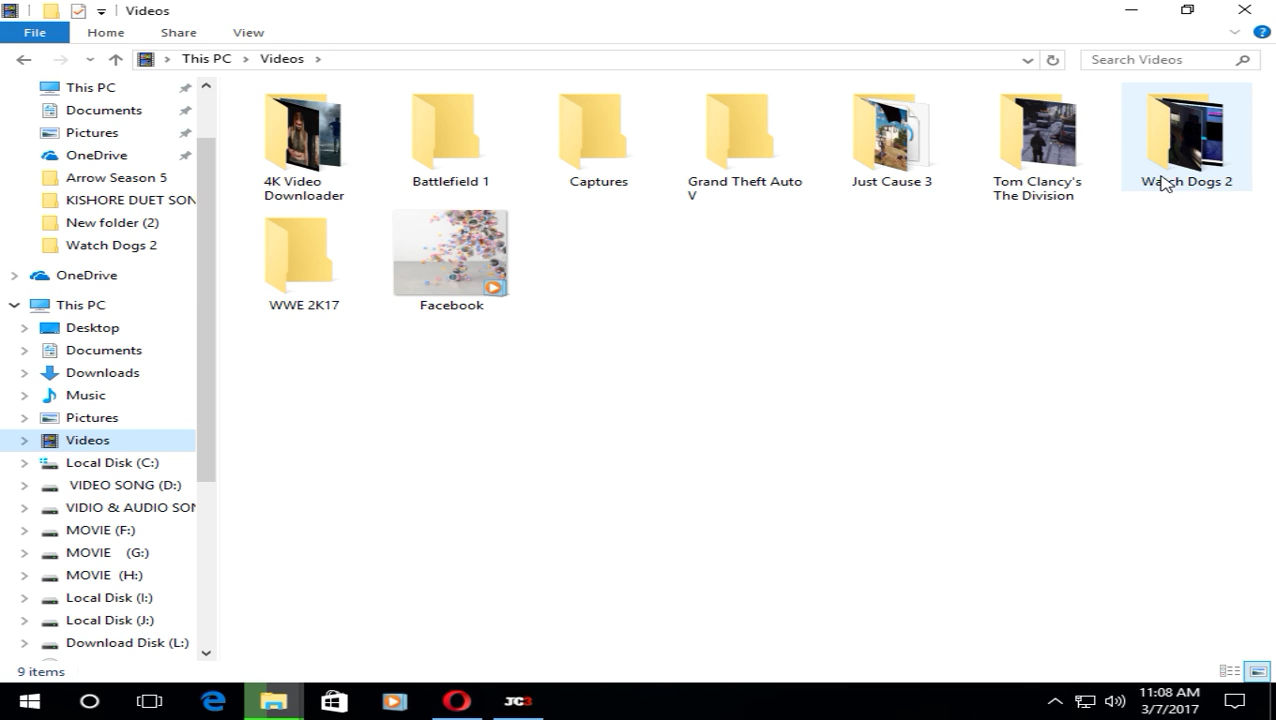 Videos
File Home Share View
This PC Videos
Search Videos
This PC
Documents
Pictures
OneDrive
Arrow Season 5
KISHORE DUET SON
New folder (2)
Watch Dogs 2
OneDrive
This PC
Desktop
Documents
Downloads
Music
Pictures
Videos
Local Disk (C:)
VIDEO SONG (D:)
VIDIO & AUDIO SON
MOVIE (F:)
MOVIE (G:)
MOVIE (H:)
Local Disk (I:)
Local Disk (J:)
Download Disk (L:)
4K Video
Downloader
Battlefield 1
Captures
Grand Theft Auto
V
Just Cause 3
Tom Clancy's
The Division
Watch Dogs 2
WWE 2K17
Facebook
9 items
JC3
11:08 AM
3/7/2017